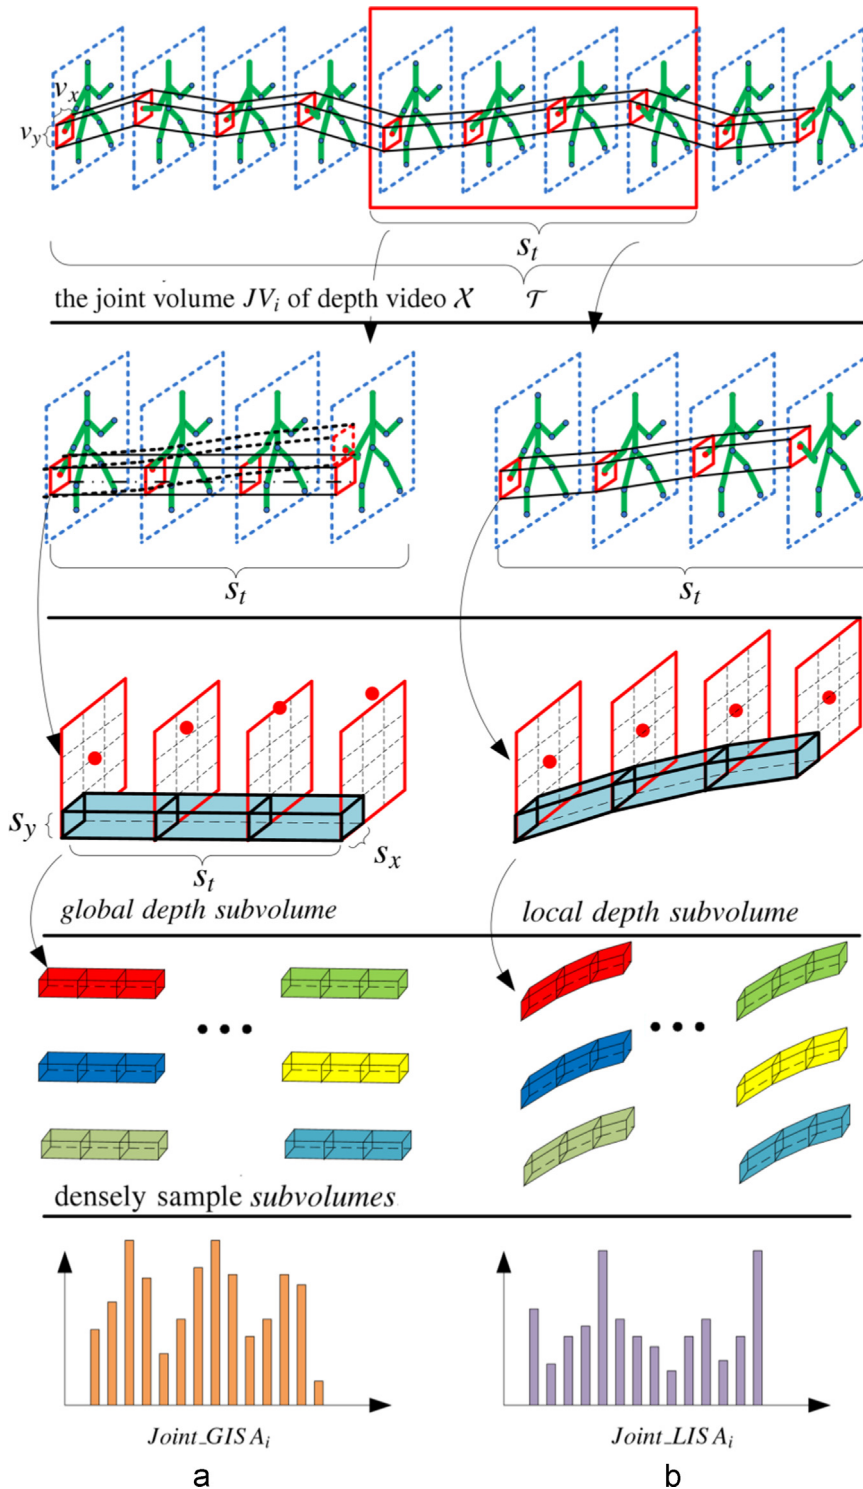 v_x
v_y
s_t
the joint volume JV_i of depth video 𝒳 𝒯
s_t s_t
s_y s_t s_x
global depth subvolume local depth subvolume
densely sample subvolumes
Joint_GISA_i Joint_LISA_i
a b